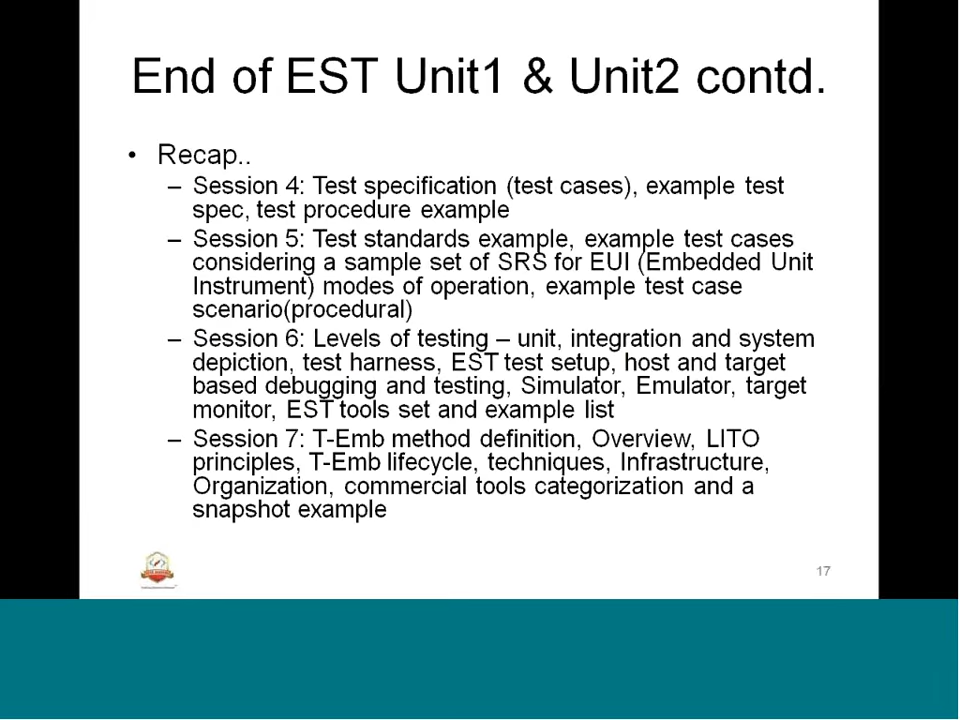 End of EST Unit1 & Unit2 contd.
• Recap..
– Session 4: Test specification (test cases), example test
spec, test procedure example
– Session 5: Test standards example, example test cases
considering a sample set of SRS for EUI (Embedded Unit
Instrument) modes of operation, example test case
scenario(procedural)
– Session 6: Levels of testing – unit, integration and system
depiction, test harness, EST test setup, host and target
based debugging and testing, Simulator, Emulator, target
monitor, EST tools set and example list
– Session 7: T-Emb method definition, Overview, LITO
principles, T-Emb lifecycle, techniques, Infrastructure,
Organization, commercial tools categorization and a
snapshot example
17